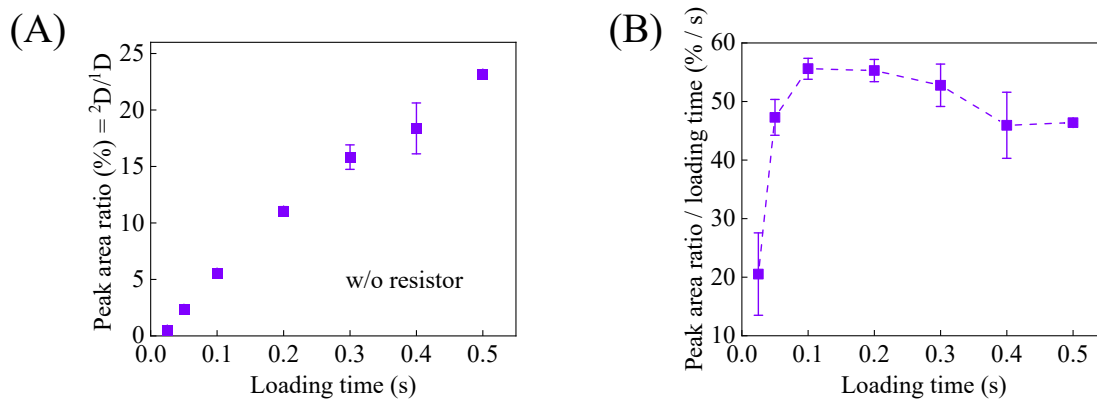 (A)
Peak area ratio (%) = ²D/¹D
25
20
15
10
5
0
w/o resistor
0.0 0.1 0.2 0.3 0.4 0.5
Loading time (s)
(B)
Peak area ratio / loading time (% / s)
60
50
40
30
20
10
0.0 0.1 0.2 0.3 0.4 0.5
Loading time (s)